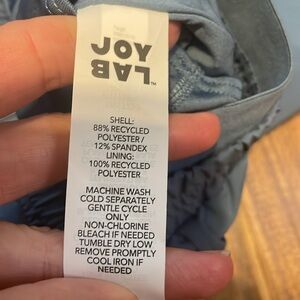 JOY
LAB™
SHELL:
88% RECYCLED
POLYESTER /
12% SPANDEX
LINING:
100% RECYCLED
POLYESTER
MACHINE WASH
COLD SEPARATELY
GENTLE CYCLE
ONLY
NON-CHLORINE
BLEACH IF NEEDED
TUMBLE DRY LOW
REMOVE PROMPTLY
COOL IRON IF
NEEDED